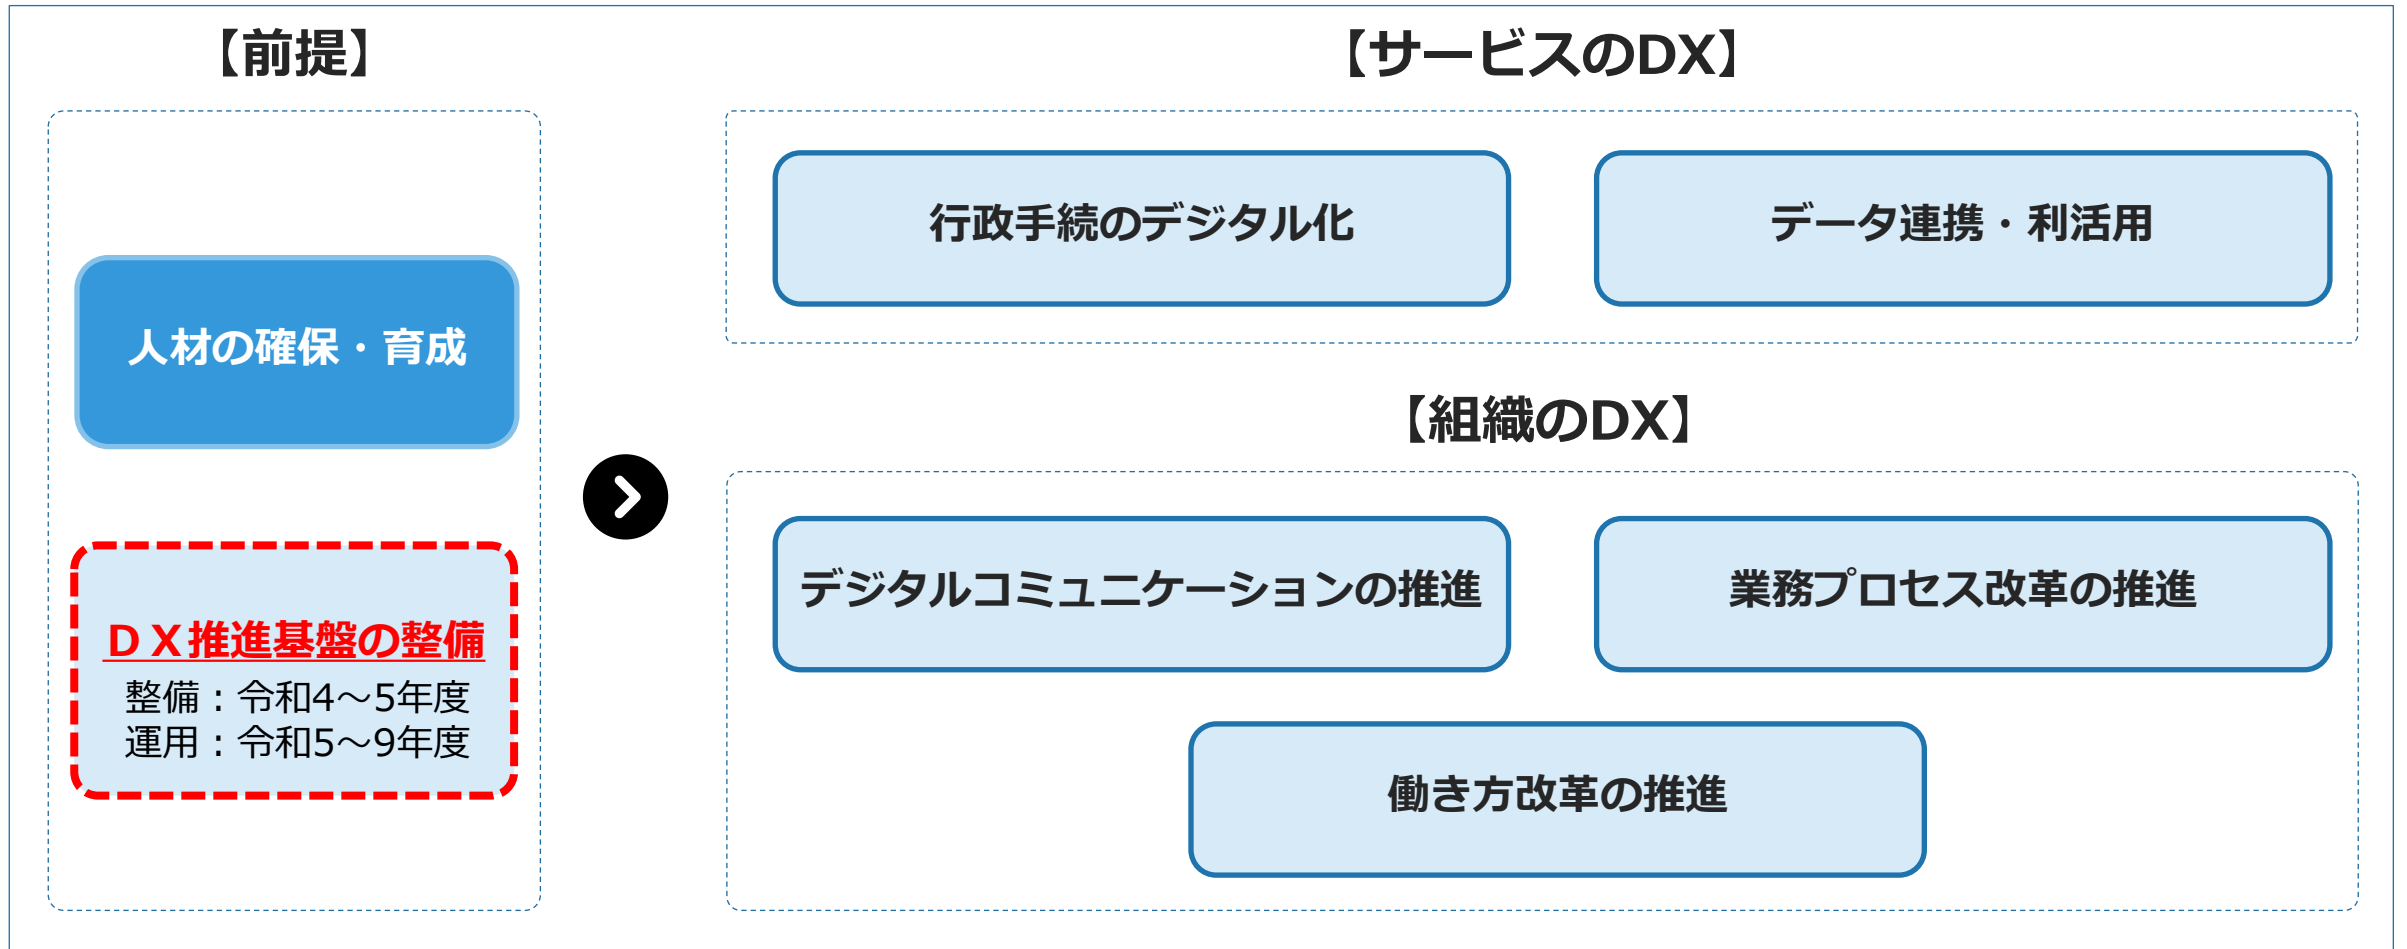 【前提】
人材の確保・育成
ＤＸ推進基盤の整備
整備：令和4～5年度
運用：令和5～9年度
【サービスのDX】
行政手続のデジタル化
データ連携・利活用
【組織のDX】
デジタルコミュニケーションの推進
業務プロセス改革の推進
働き方改革の推進